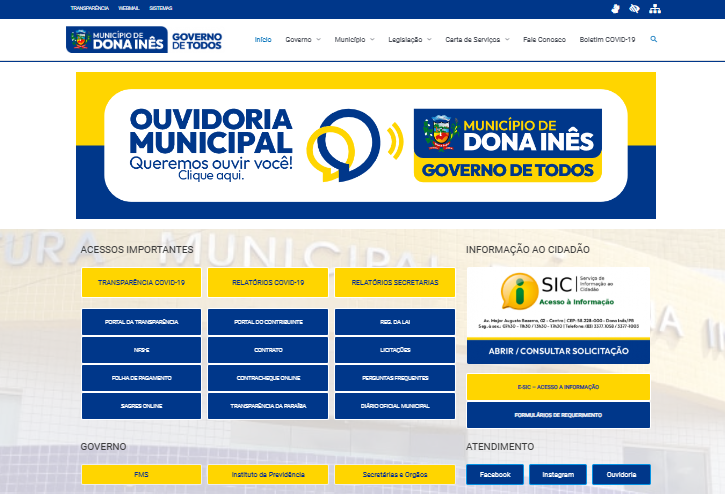 TRANSPARÊNCIA WEBMAIL SISTEMAS
MUNICÍPIO DE
DONA INÊS
GOVERNO
DE TODOS
Início Governo Município Legislação Carta de Serviços Fale Conosco Boletim COVID-19
OUVIDORIA
MUNICIPAL
Queremos ouvir você!
Clique aqui.
MUNICÍPIO DE
DONA INÊS
GOVERNO DE TODOS
ACESSOS IMPORTANTES
TRANSPARÊNCIA COVID-19 RELATÓRIOS COVID-19 RELATÓRIOS SECRETARIAS
PORTAL DA TRANSPARÊNCIA PORTAL DO CONTRIBUINTE REG. DA LAI
NFS-E CONTRATO LICITAÇÕES
FOLHA DE PAGAMENTO CONTRACHEQUE ONLINE PERGUNTAS FREQUENTES
SAGRES ONLINE TRANSPARÊNCIA DA PARAÍBA DIÁRIO OFICIAL MUNICIPAL
INFORMAÇÃO AO CIDADÃO
SIC
Serviço de
Informação ao
Cidadão
Acesso à Informação
Av. Major Augusto Bezerra, 02 - Centro | CEP: 58.228-000 - Dona Inês/PB
Seg. à sex.: 07h30 - 11h30 / 13h30 - 17h30 | Telefone: (83) 3377.1058 / 3377-1003
ABRIR / CONSULTAR SOLICITAÇÃO
E-SIC – ACESSO A INFORMAÇÃO
FORMULÁRIOS DE REQUERIMENTO
GOVERNO
FMS Instituto de Previdência Secretárias e Orgãos
ATENDIMENTO
Facebook Instagram Ouvidoria